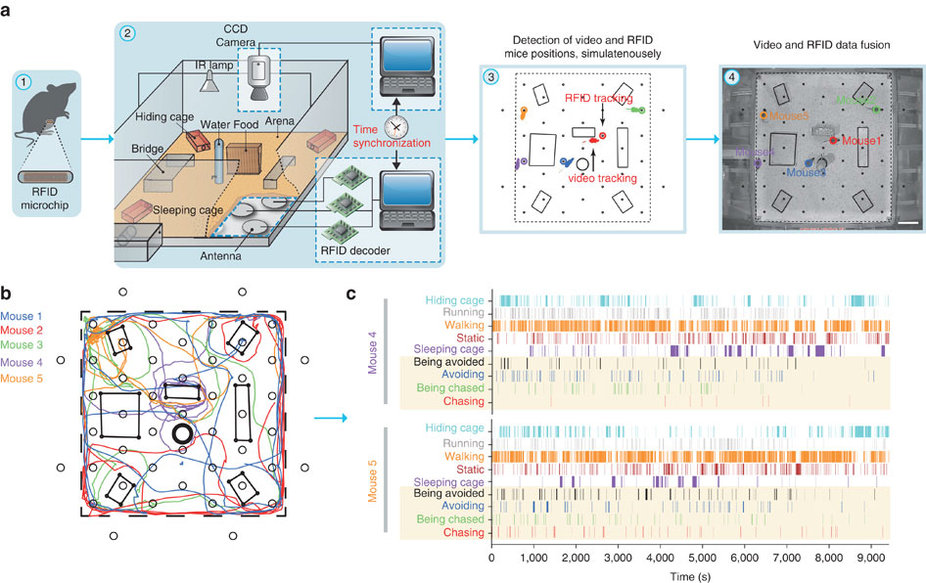 a
1
RFID
microchip
2
CCD
Camera
IR lamp
Hiding cage
Water Food
Arena
Bridge
Time
synchronization
Sleeping cage
Antenna
RFID decoder
Detection of video and RFID
mice positions, simulatenousely
3
RFID tracking
video tracking
Video and RFID data fusion
4
Mouse5
Mouse1
b
Mouse 1
Mouse 2
Mouse 3
Mouse 4
Mouse 5
c
Mouse 4
Hiding cage
Running
Walking
Static
Sleeping cage
Being avoided
Avoiding
Being chased
Chasing
Mouse 5
Hiding cage
Running
Walking
Static
Sleeping cage
Being avoided
Avoiding
Being chased
Chasing
0 1,000 2,000 3,000 4,000 5,000 6,000 7,000 8,000 9,000
Time (s)